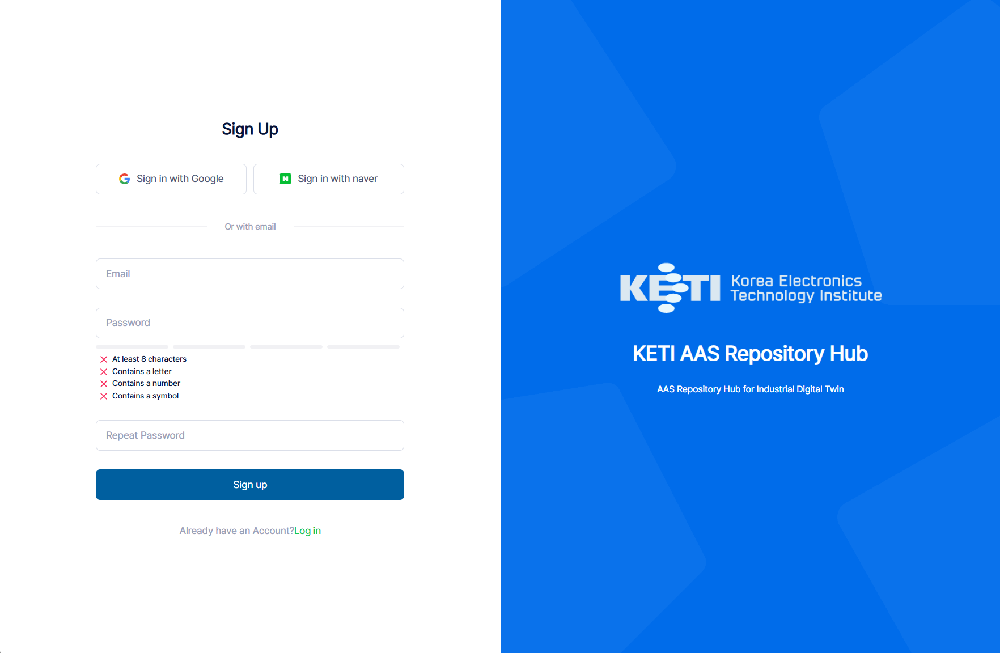 Sign Up
Sign in with Google
Sign in with naver
Or with email
Email
Password
At least 8 characters
Contains a letter
Contains a number
Contains a symbol
Repeat Password
Sign up
Already have an Account?Log in
KETI Korea Electronics
Technology Institute
KETI AAS Repository Hub
AAS Repository Hub for Industrial Digital Twin